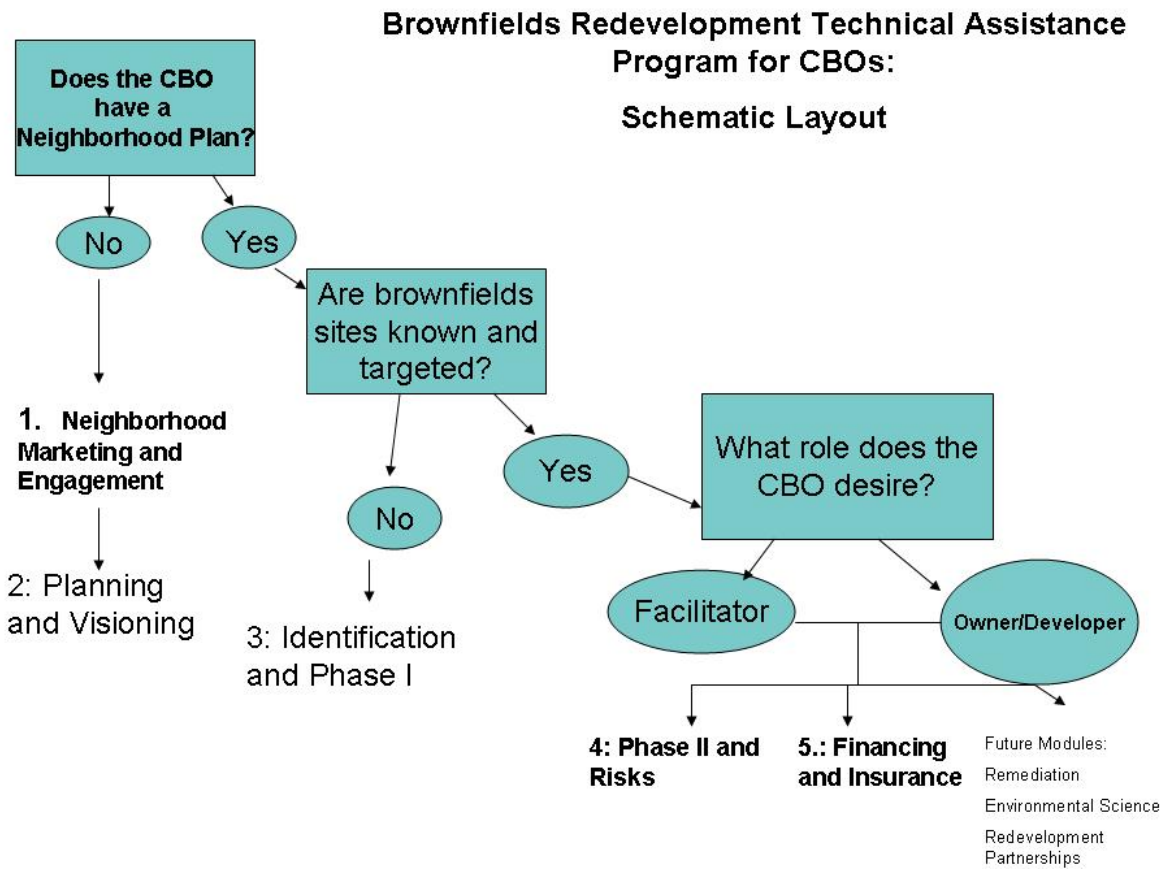 Brownfields Redevelopment Technical Assistance
Program for CBOs:
Schematic Layout
Does the CBO
have a
Neighborhood Plan?
No
Yes
Are brownfields
sites known and
targeted?
1. Neighborhood
Marketing and
Engagement
What role does the
CBO desire?
Yes
No
2: Planning
and Visioning
3: Identification
and Phase I
Facilitator
Owner/Developer
4: Phase II and
Risks
5.: Financing
and Insurance
Future Modules:
Remediation
Environmental Science
Redevelopment
Partnerships